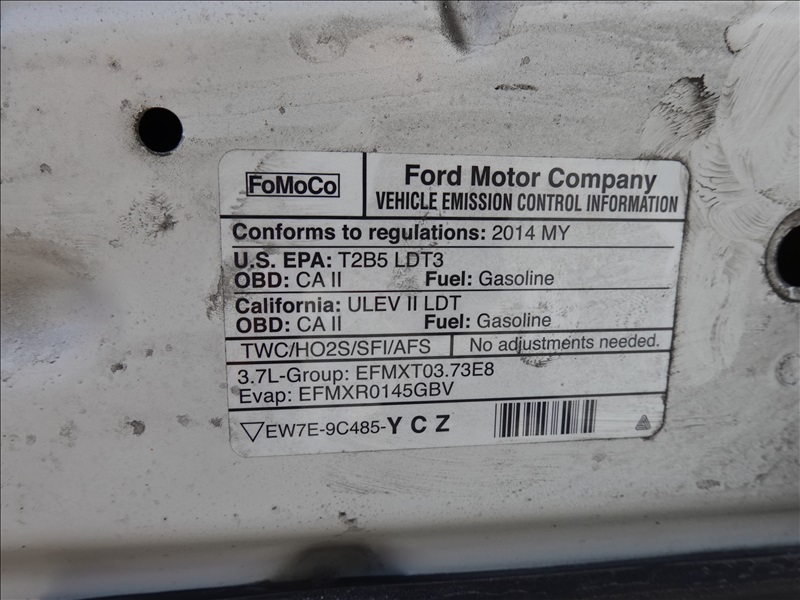 FoMoCo
Ford Motor Company
VEHICLE EMISSION CONTROL INFORMATION
Conforms to regulations: 2014 MY
U.S. EPA: T2B5 LDT3
OBD: CA II Fuel: Gasoline
California: ULEV II LDT
OBD: CA II Fuel: Gasoline
TWC/HO2S/SFI/AFS No adjustments needed.
3.7L-Group: EFMXT03.73E8
Evap: EFMXR0145GBV
EW7E-9C485-Y C Z